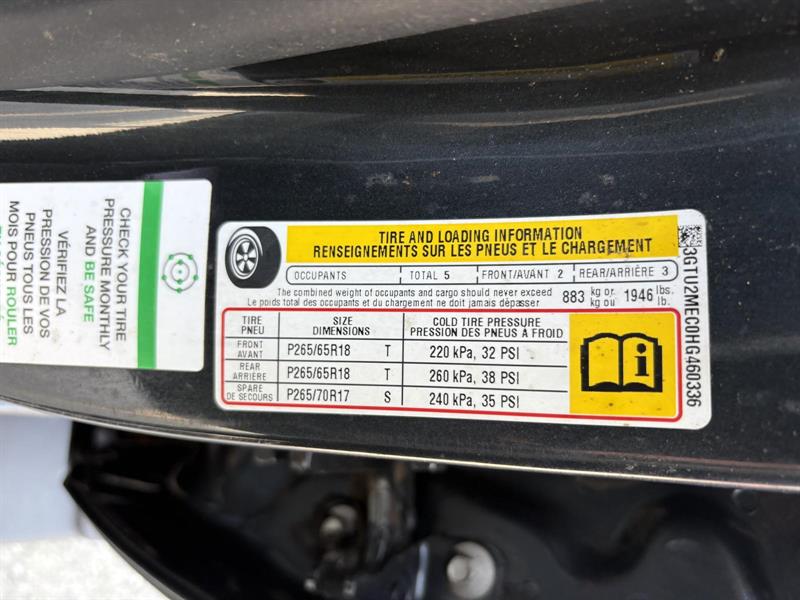 CHECK YOUR TIRE
PRESSURE MONTHLY
AND BE SAFE
VÉRIFIEZ LA
PRESSION DE VOS
PNEUS TOUS LES
MOIS POUR ROULER
TIRE AND LOADING INFORMATION
RENSEIGNEMENTS SUR LES PNEUS ET LE CHARGEMENT
OCCUPANTS TOTAL 5 FRONT/AVANT 2 REAR/ARRIÈRE 3
The combined weight of occupants and cargo should never exceed 883 kg or 1946 lbs.
Le poids total des occupants et du chargement ne doit jamais dépasser kg ou lb.
TIRE SIZE COLD TIRE PRESSURE
PNEU DIMENSIONS PRESSION DES PNEUS À FROID
FRONT
AVANT P265/65R18 T 220 kPa, 32 PSI
REAR
ARRIÈRE P265/65R18 T 260 kPa, 38 PSI
SPARE
DE SECOURS P265/70R17 S 240 kPa, 35 PSI
3GTU2MEC0HG460336